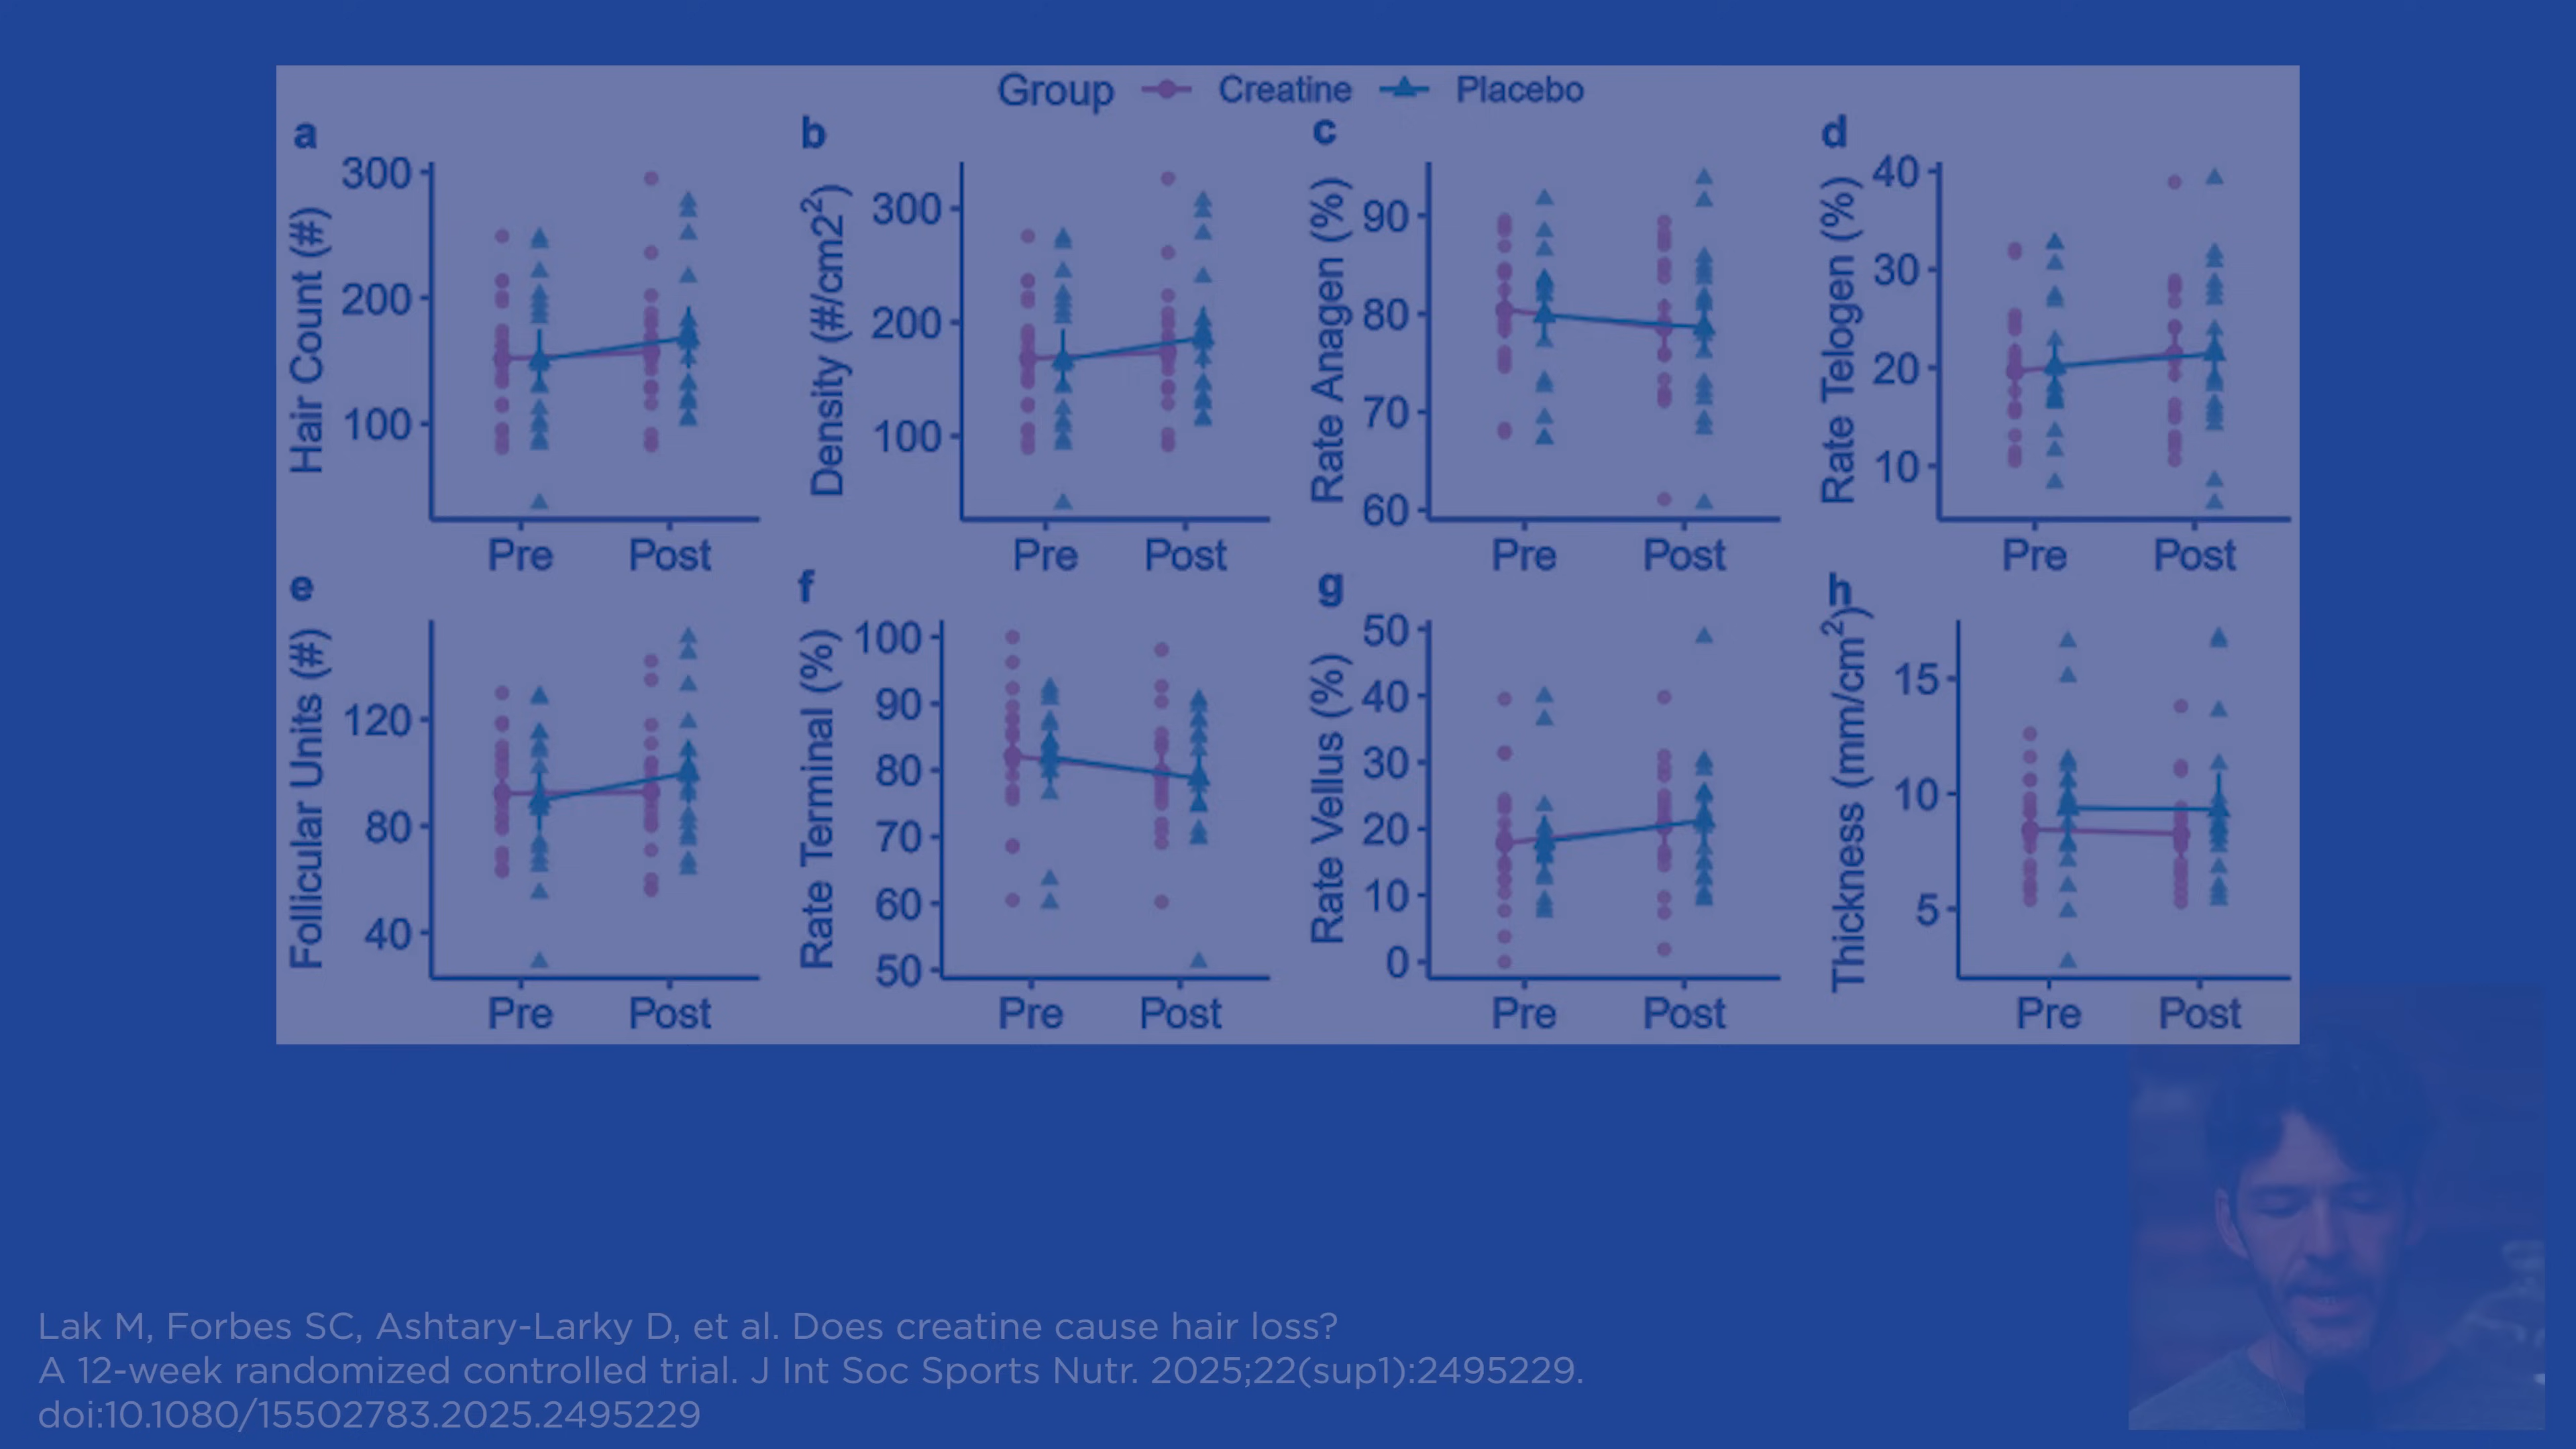 Group Creatine Placebo
a
b
c
d
Hair Count (#)
300
200
100
Pre Post
Density (#/cm2²)
300
200
100
Pre Post
Rate Anagen (%)
90
80
70
60
Pre Post
Rate Telogen (%)
40
30
20
10
Pre Post
e
f
g
h
Follicular Units (#)
120
80
40
Pre Post
Rate Terminal (%)
100
90
80
70
60
50
Pre Post
Rate Vellus (%)
50
40
30
20
10
0
Pre Post
Thickness (mm/cm²)
15
10
5
Pre Post
Lak M, Forbes SC, Ashtary-Larky D, et al. Does creatine cause hair loss?
A 12-week randomized controlled trial. J Int Soc Sports Nutr. 2025;22(sup1):2495229.
doi:10.1080/15502783.2025.2495229